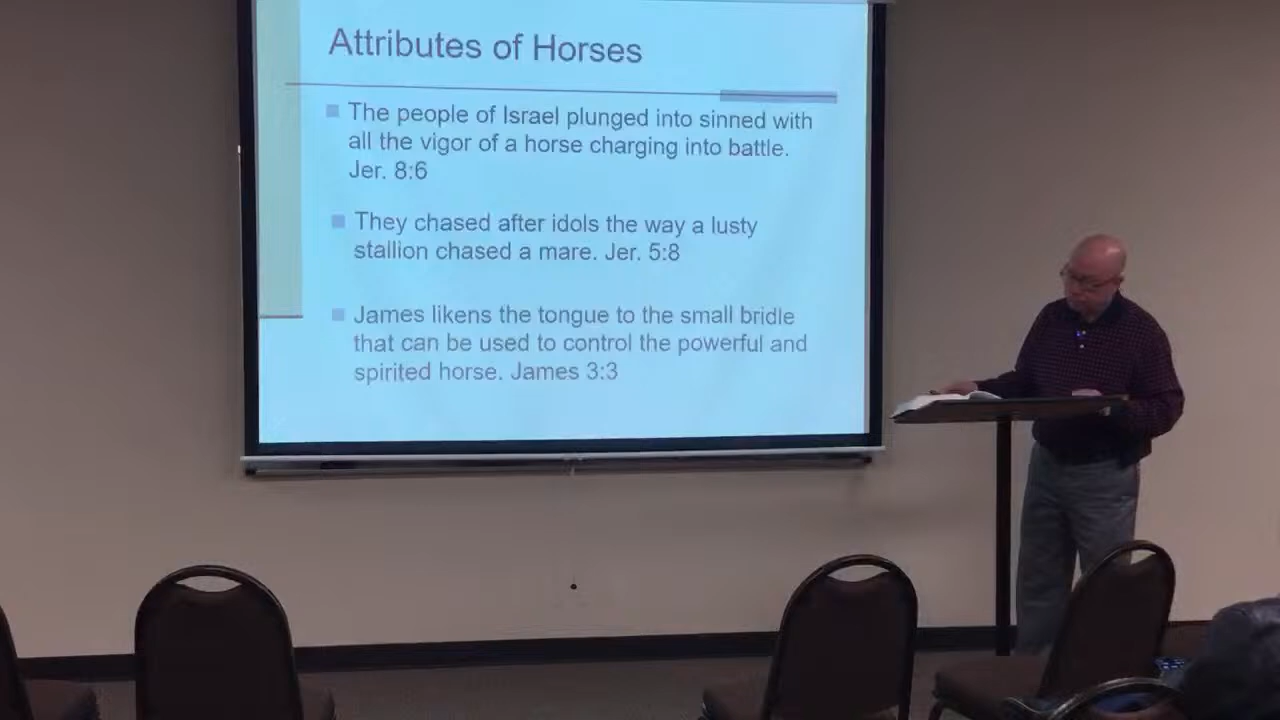 Attributes of Horses
The people of Israel plunged into sinned with
all the vigor of a horse charging into battle.
Jer. 8:6
They chased after idols the way a lusty
stallion chased a mare. Jer. 5:8
James likens the tongue to the small bridle
that can be used to control the powerful and
spirited horse. James 3:3